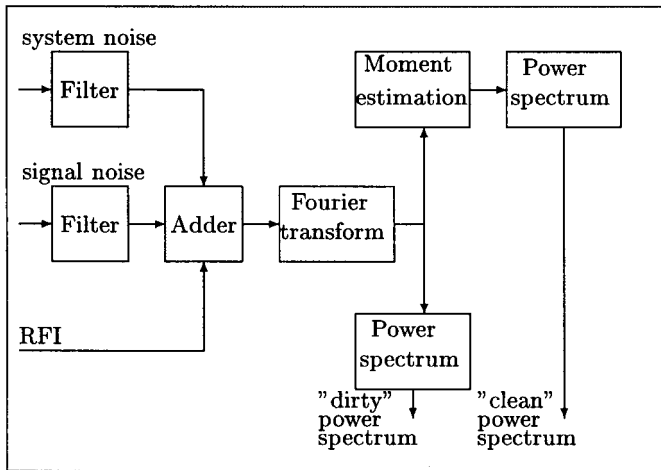 system noise
Filter
signal noise
Filter
RFI
Adder
Fourier
transform
Moment
estimation
Power
spectrum
Power
spectrum
"dirty"
power
spectrum
"clean"
power
spectrum